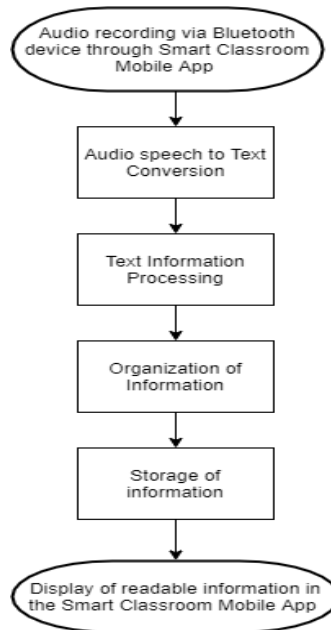 Audio recording via Bluetooth
device through Smart Classroom
Mobile App
Audio speech to Text
Conversion
Text Information
Processing
Organization of
Information
Storage of
information
Display of readable information in
the Smart Classroom Mobile App